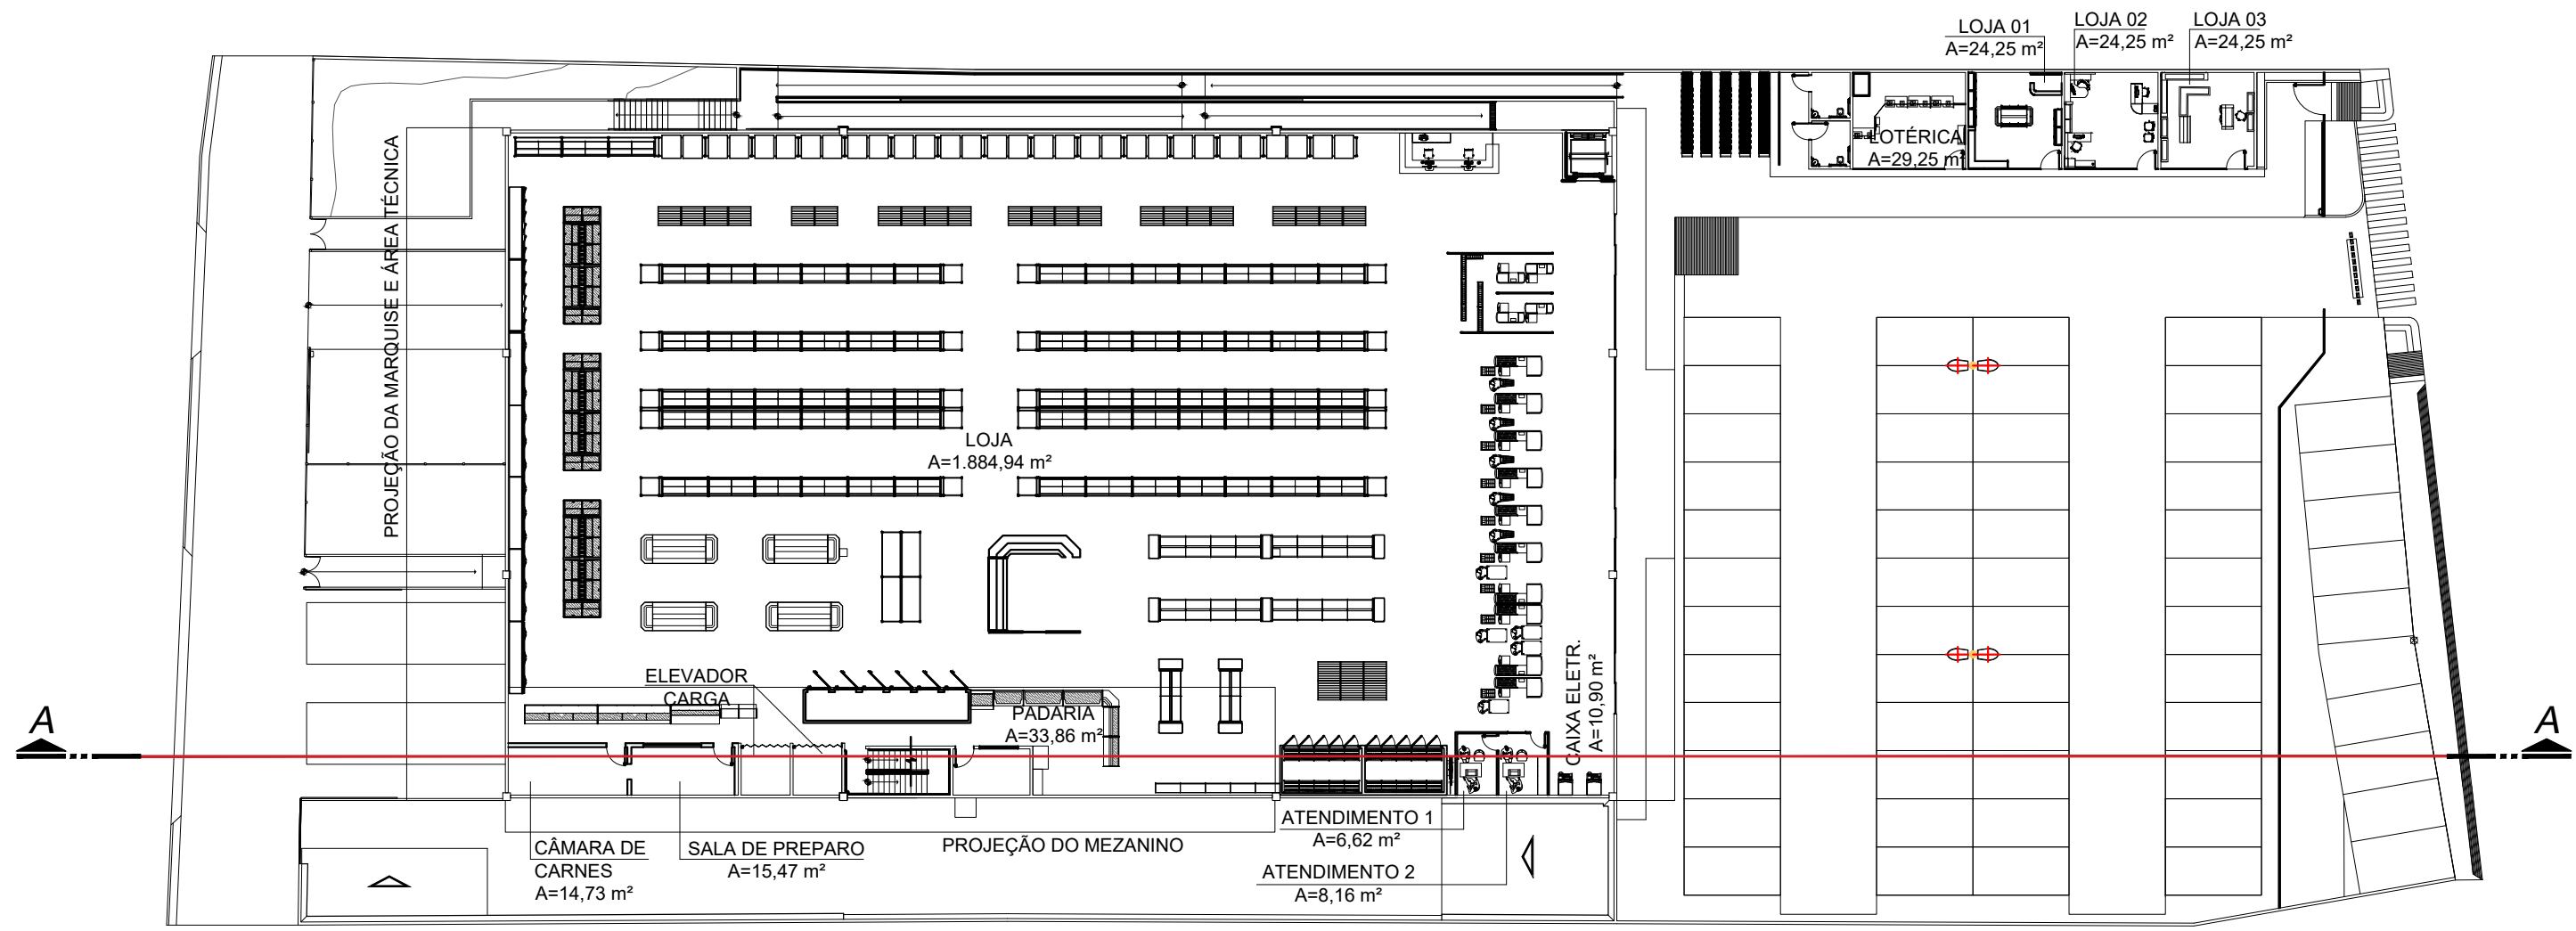 LOJA 01
A=24,25 m²
LOJA 02
A=24,25 m²
LOJA 03
A=24,25 m²
LOTÉRICA
A=29,25 m²
PROJEÇÃO DA MARQUISE E ÁREA TÉCNICA
LOJA
A=1.884,94 m²
ELEVADOR
CARGA
PADARIA
A=33,86 m²
CAIXA ELETR.
A=10,90 m²
A
A
CÂMARA DE
CARNES
A=14,73 m²
SALA DE PREPARO
A=15,47 m²
PROJEÇÃO DO MEZANINO
ATENDIMENTO 1
A=6,62 m²
ATENDIMENTO 2
A=8,16 m²